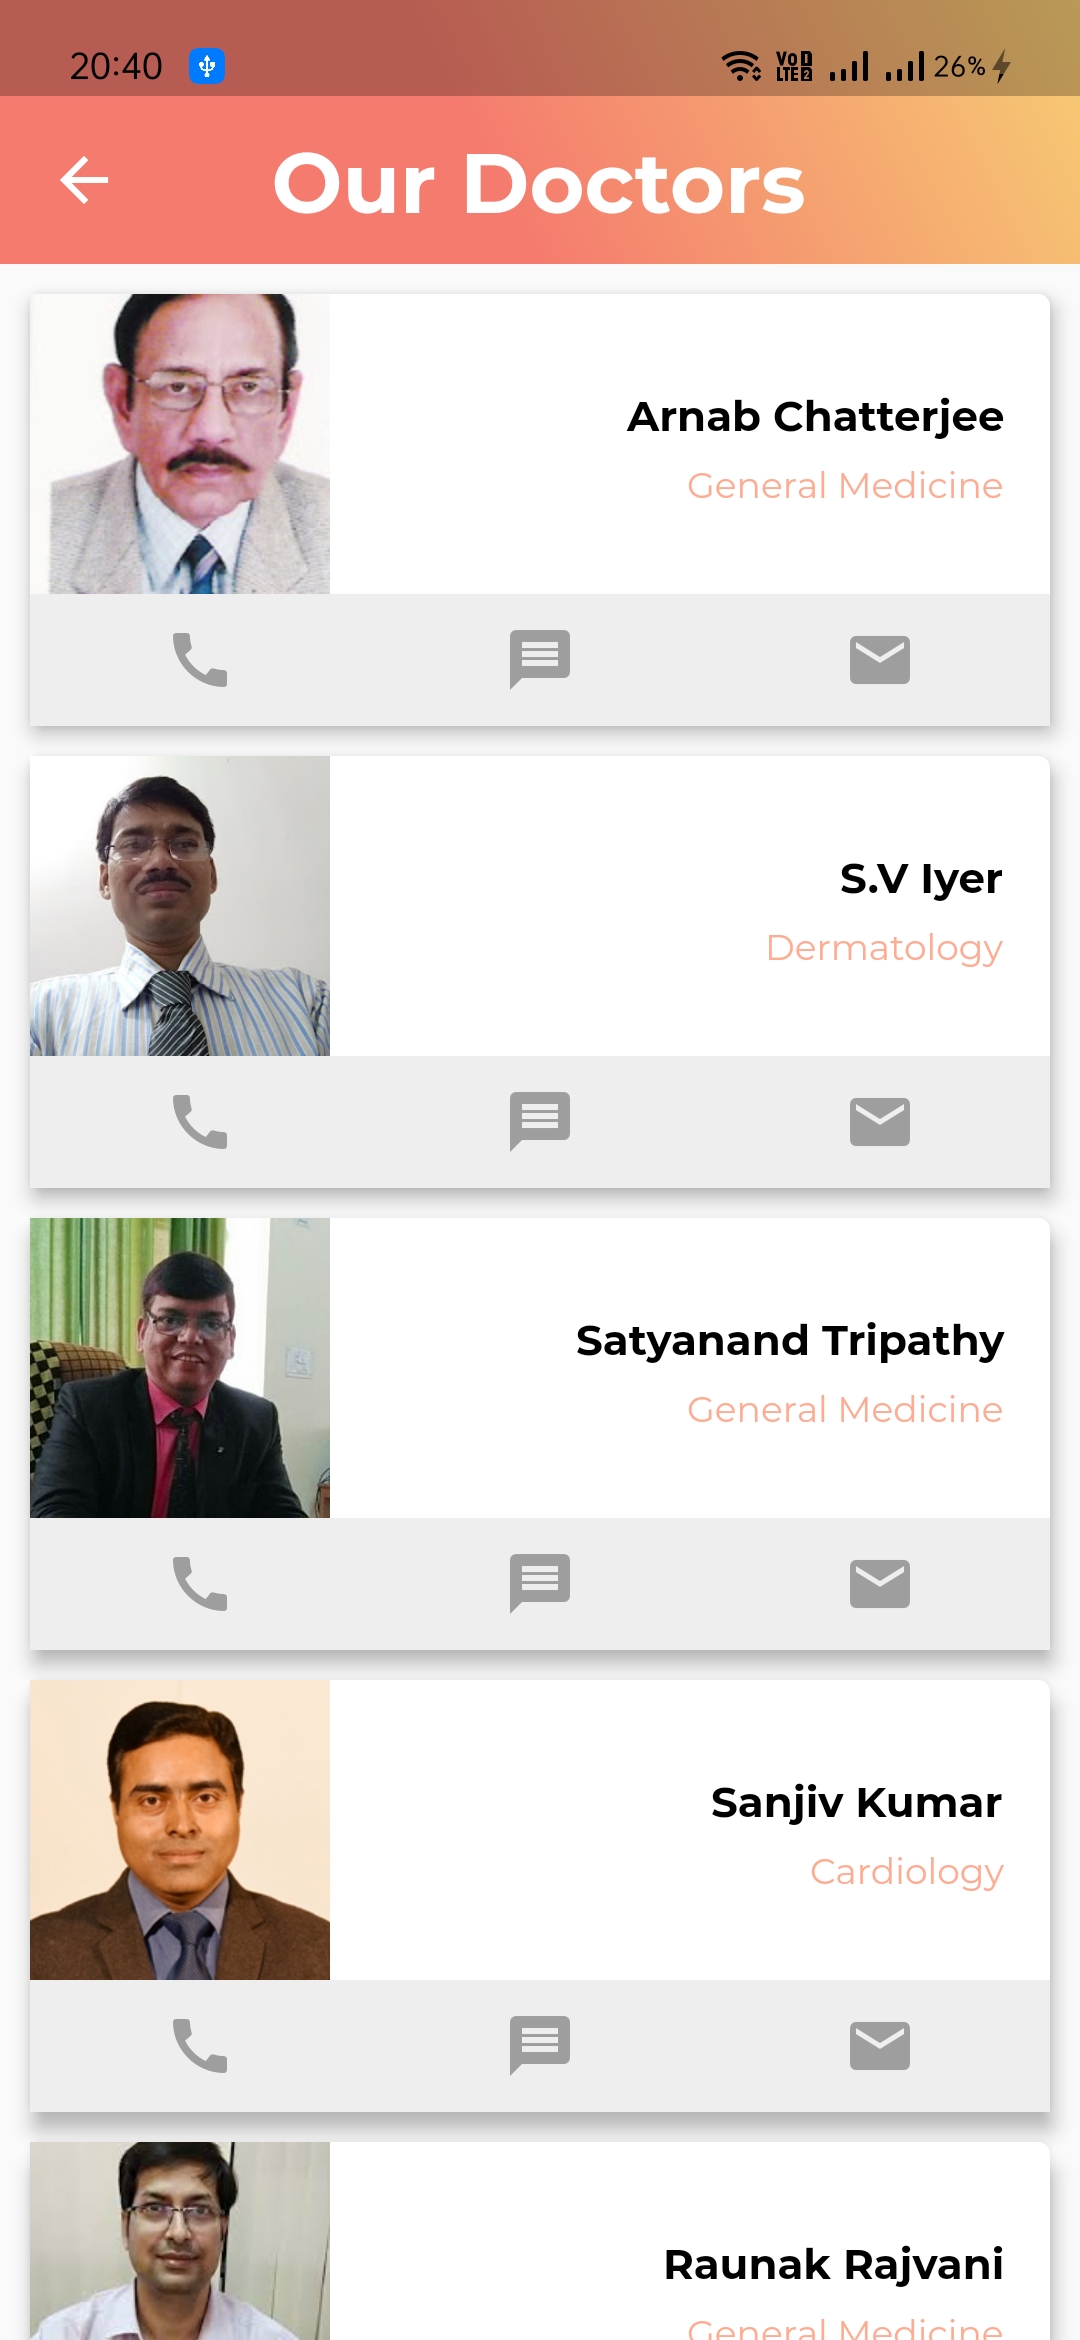 20:40
VoD LTE2 26%
Our Doctors
Arnab Chatterjee
General Medicine
S.V Iyer
Dermatology
Satyanand Tripathy
General Medicine
Sanjiv Kumar
Cardiology
Raunak Rajvani
General Medicine